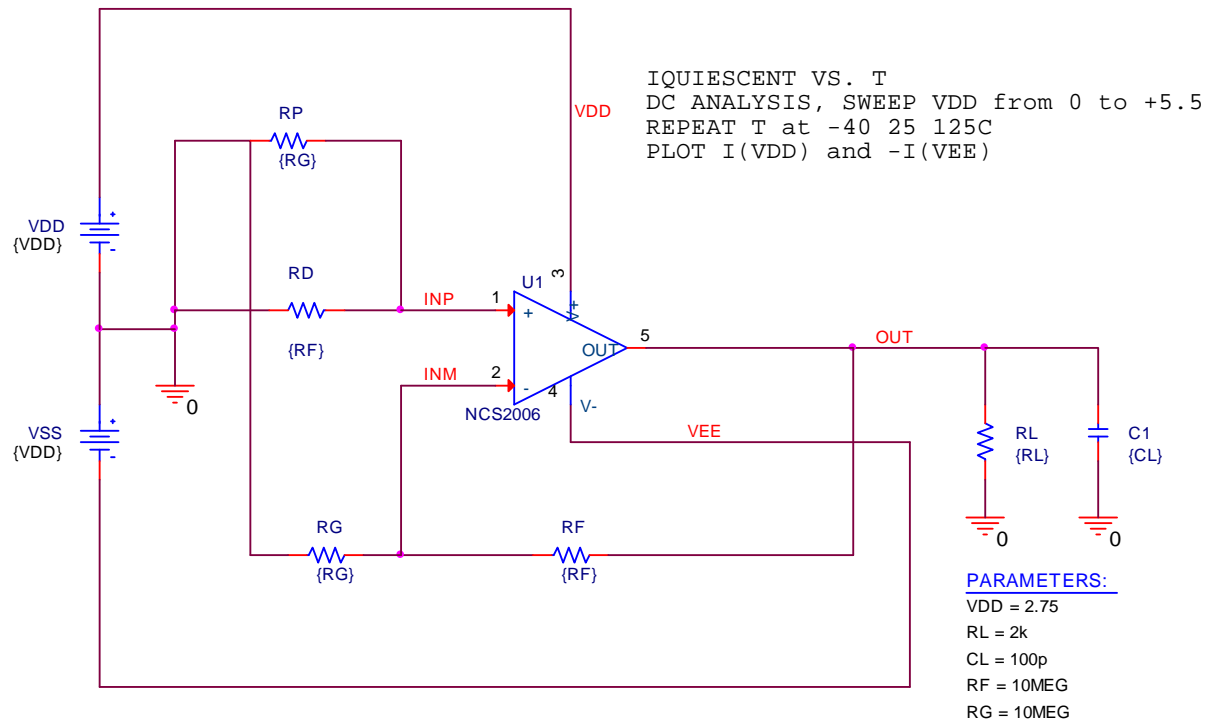 IQUIESCENT VS. T
DC ANALYSIS, SWEEP VDD from 0 to +5.5
REPEAT T at -40 25 125C
PLOT I(VDD) and -I(VEE)
VDD
RP
{RG}
VDD
{VDD}
+
-
RD
{RF}
INP
1
+
U1
3
V+
OUT
5
OUT
INM
2
-
4
V-
NCS2006
VEE
0
VSS
{VDD}
+
-
RL
{RL}
C1
{CL}
0
0
RG
{RG}
RF
{RF}
PARAMETERS:
VDD = 2.75
RL = 2k
CL = 100p
RF = 10MEG
RG = 10MEG